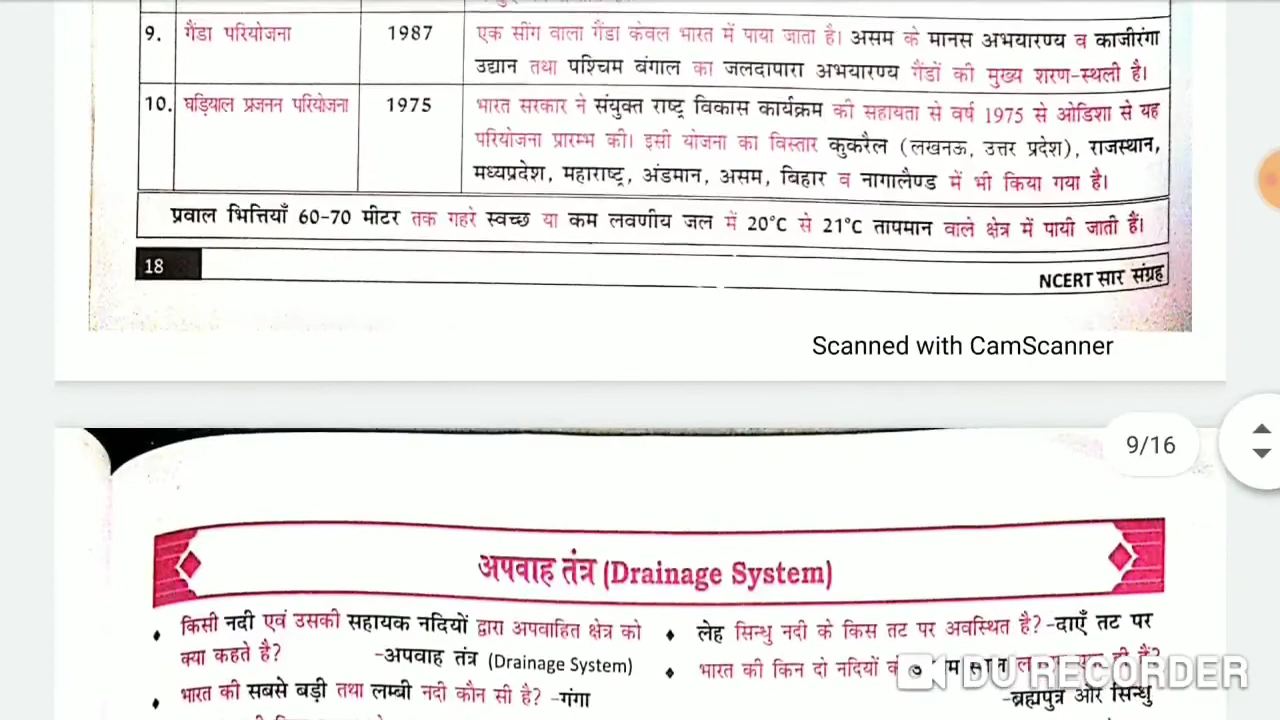 9. गैंडा परियोजना 1987 एक सींग वाला गैंडा केवल भारत में पाया जाता है। असम के मानस अभयारण्य व काजीरंगा
उद्यान तथा पश्चिम बंगाल का जलदापारा अभयारण्य गैंडों की मुख्य शरण-स्थली है।
10. घड़ियाल प्रजनन परियोजना 1975 भारत सरकार ने संयुक्त राष्ट्र विकास कार्यक्रम की सहायता से वर्ष 1975 से ओडिशा से यह
परियोजना प्रारम्भ की। इसी योजना का विस्तार कुकरैल (लखनऊ, उत्तर प्रदेश), राजस्थान,
मध्यप्रदेश, महाराष्ट्र, अंडमान, असम, बिहार व नागालैण्ड में भी किया गया है।
प्रवाल भित्तियाँ 60-70 मीटर तक गहरे स्वच्छ या कम लवणीय जल में 20°C से 21°C तापमान वाले क्षेत्र में पायी जाती हैं।
18
NCERT सार संग्रह
Scanned with CamScanner
9/16
अपवाह तंत्र (Drainage System)
किसी नदी एवं उसकी सहायक नदियों द्वारा अपवाहित क्षेत्र को
क्या कहते है? -अपवाह तंत्र (Drainage System)
भारत की सबसे बड़ी तथा लम्बी नदी कौन सी है? -गंगा
लेह सिन्धु नदी के किस तट पर अवस्थित है? -दाएँ तट पर
भारत की किन दो नदियों
-ब्रह्मपुत्र और सिन्धु
DU RECORDER